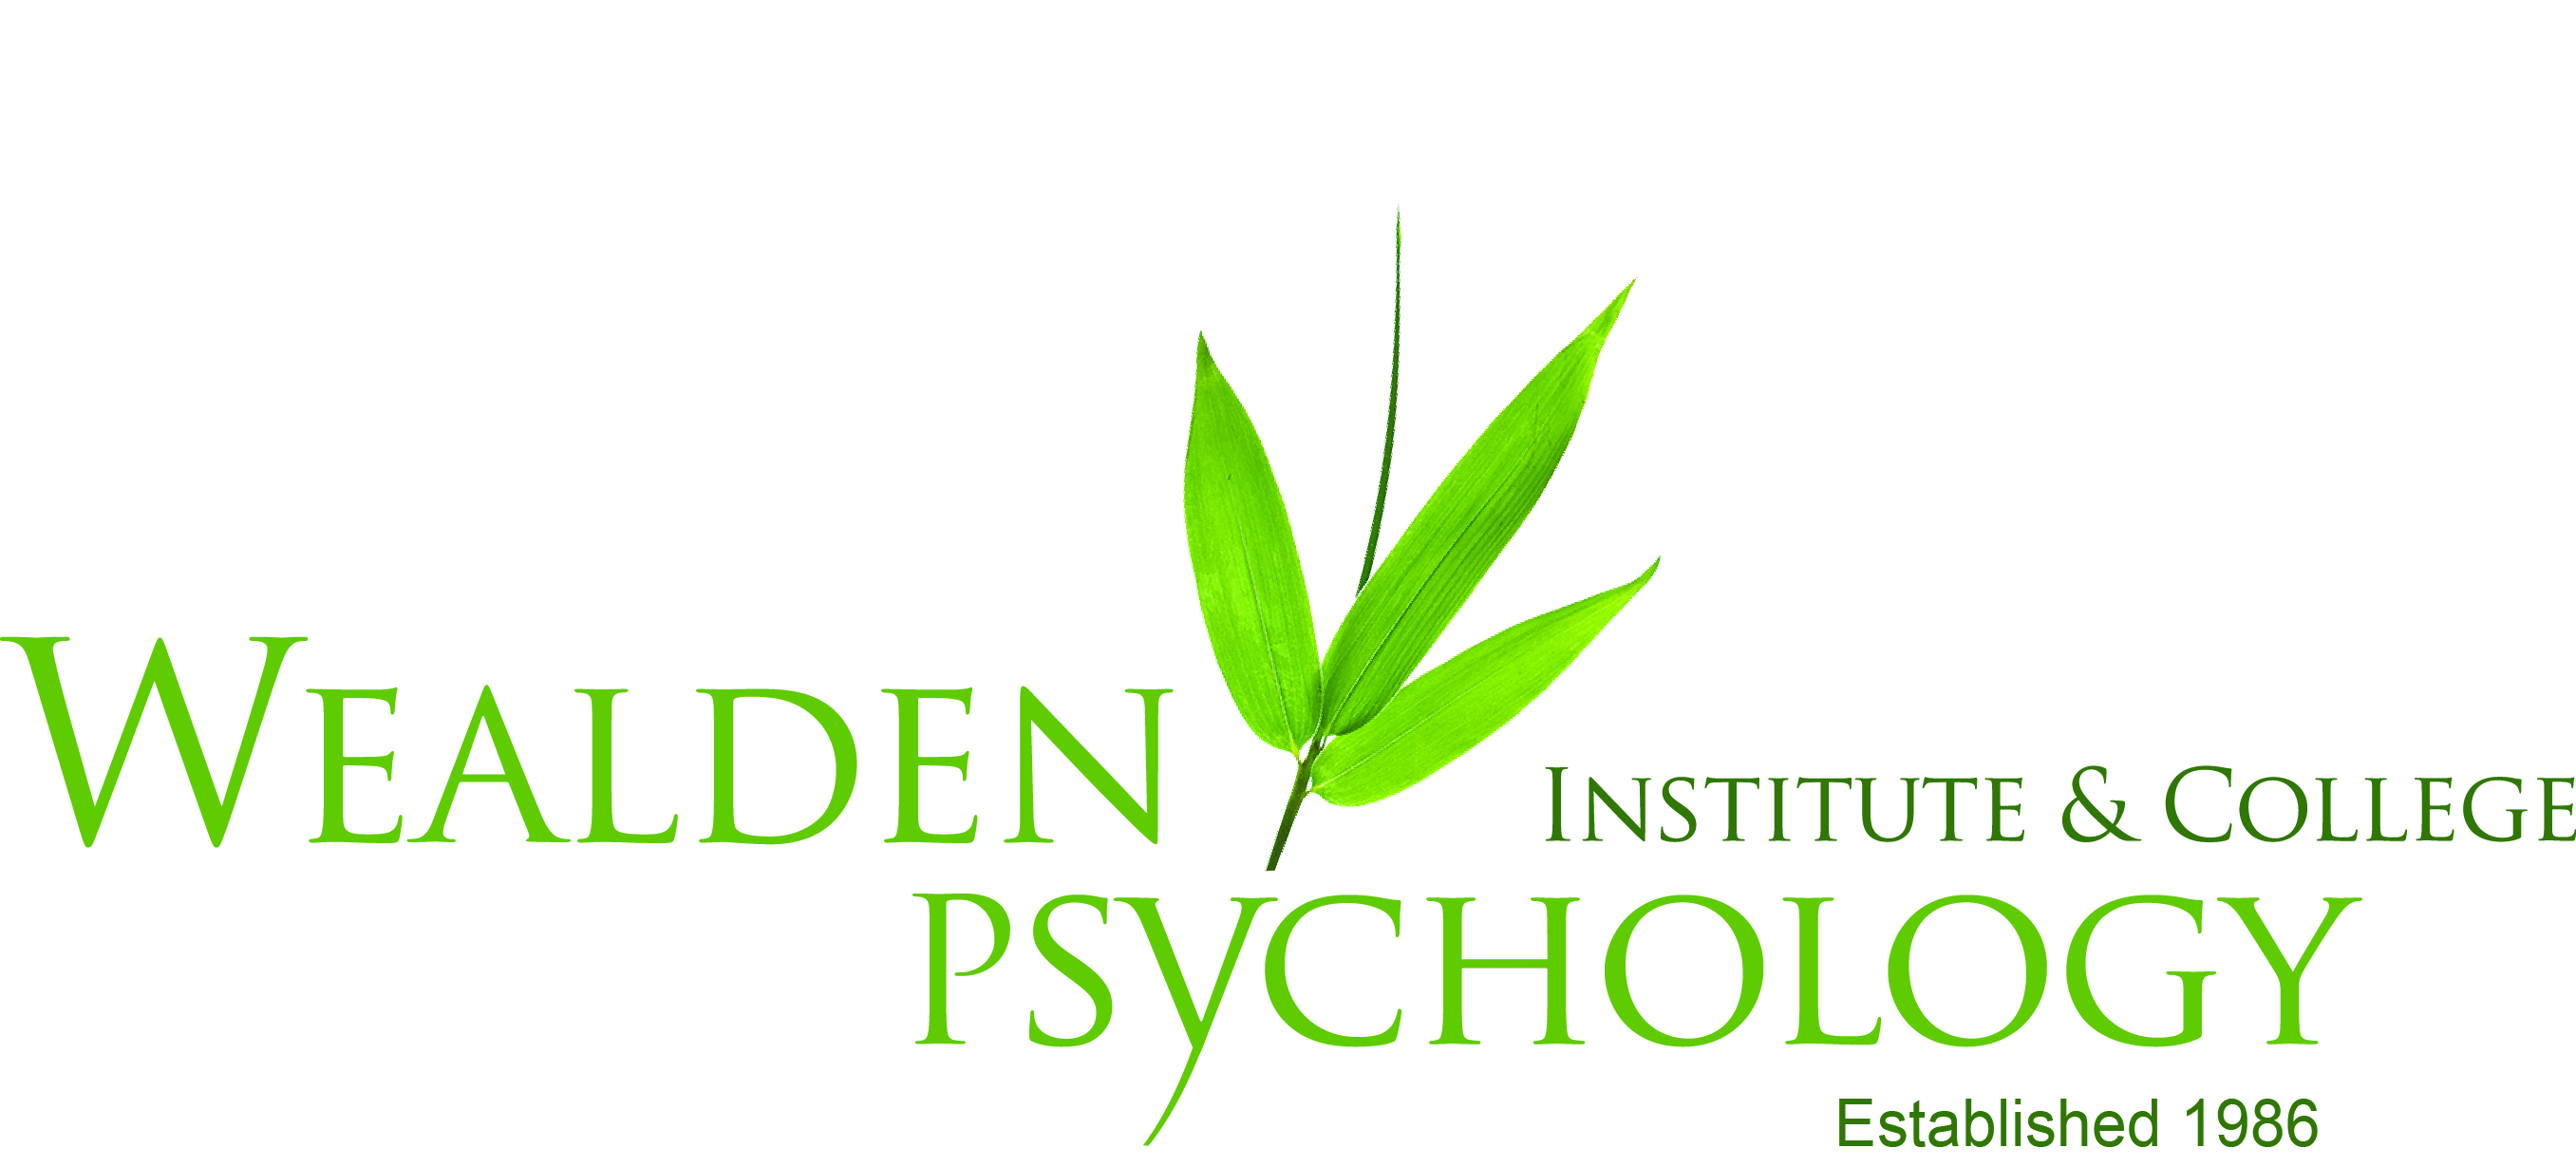 WEALDEN
INSTITUTE & COLLEGE
PSYCHOLOGY
Established 1986